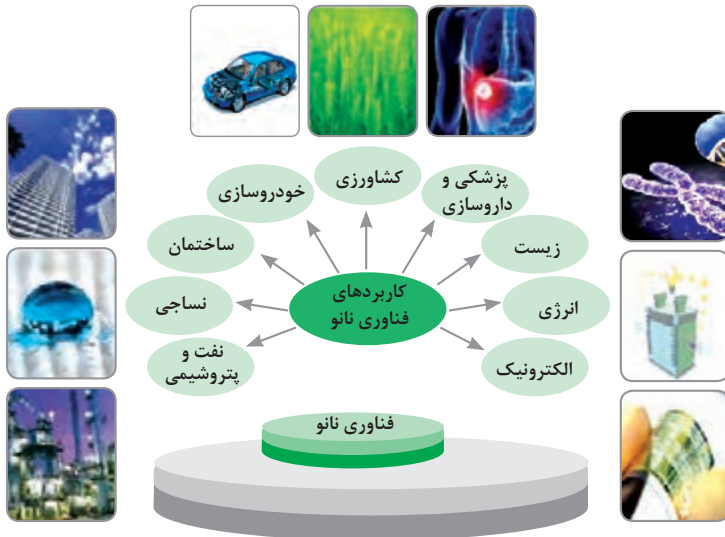 کشاورزی
پزشکی و
داروسازی
خودروسازی
زیست
ساختمان
کاربردهای
فناوری نانو
انرژی
نساجی
الکترونیک
نفت و
پتروشیمی
فناوری نانو